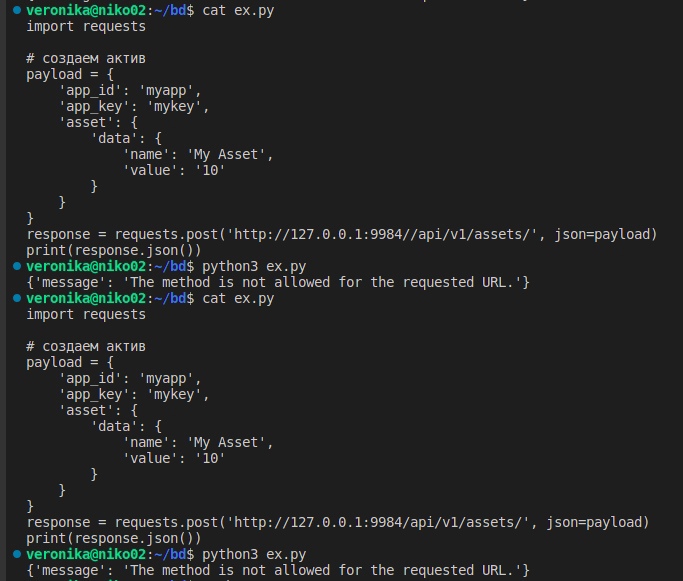 veronika@niko02:~/bd$ cat ex.py
import requests
# создаем актив
payload = {
    'app_id': 'myapp',
    'app_key': 'mykey',
    'asset': {
        'data': {
            'name': 'My Asset',
            'value': '10'
        }
    }
}
response = requests.post('http://127.0.0.1:9984//api/v1/assets/', json=payload)
print(response.json())
veronika@niko02:~/bd$ python3 ex.py
{'message': 'The method is not allowed for the requested URL.'}
veronika@niko02:~/bd$ cat ex.py
import requests
# создаем актив
payload = {
    'app_id': 'myapp',
    'app_key': 'mykey',
    'asset': {
        'data': {
            'name': 'My Asset',
            'value': '10'
        }
    }
}
response = requests.post('http://127.0.0.1:9984/api/v1/assets/', json=payload)
print(response.json())
veronika@niko02:~/bd$ python3 ex.py
{'message': 'The method is not allowed for the requested URL.'}